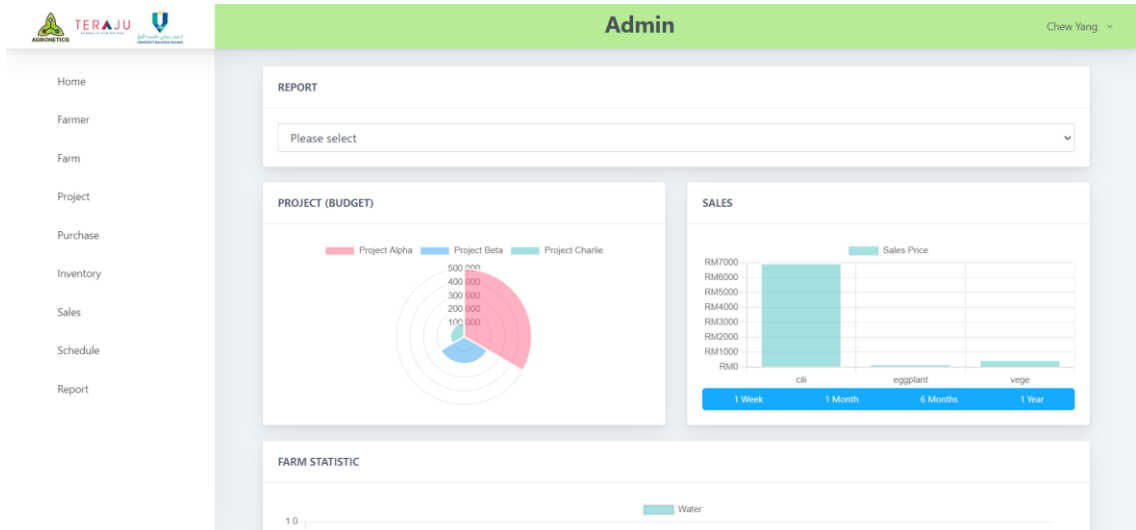 AGRONETICS
TERAJU
Admin
Chew Yang
Home
Farmer
Farm
Project
Purchase
Inventory
Sales
Schedule
Report
REPORT
Please select
PROJECT (BUDGET)
Project Alpha Project Beta Project Charlie
500 000
400 000
300 000
200 000
100 000
SALES
Sales Price
RM7000
RM6000
RM5000
RM4000
RM3000
RM2000
RM1000
RM0
cili eggplant vege
1 Week 1 Month 6 Months 1 Year
FARM STATISTIC
Water
1.0